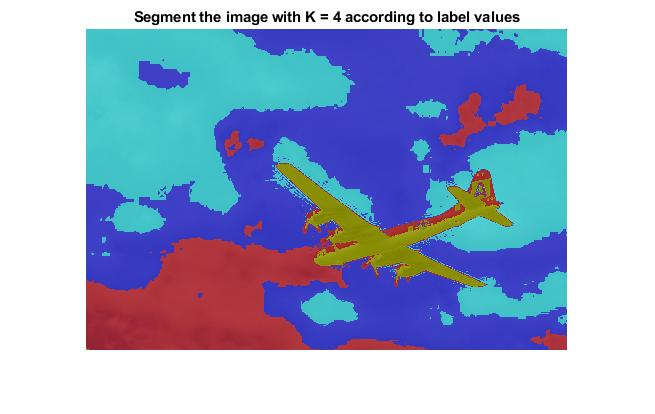 Segment the image with K = 4 according to label values
A